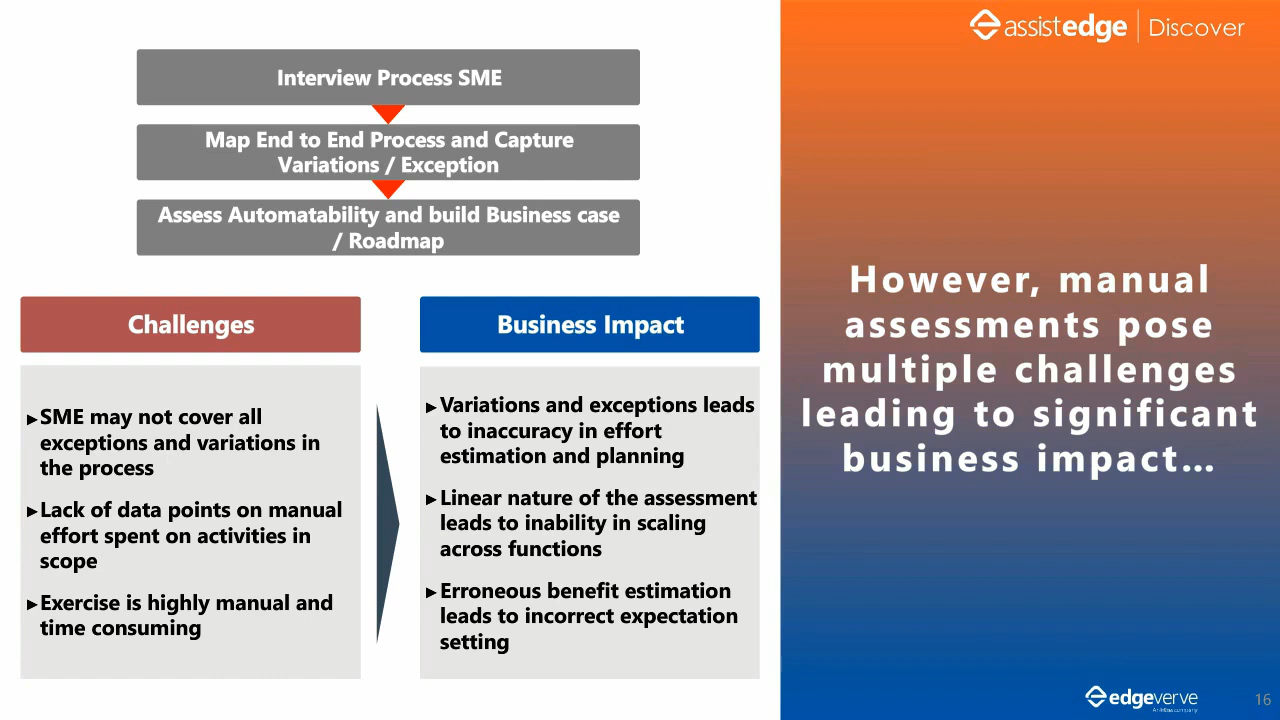 Interview Process SME
Map End to End Process and Capture
Variations / Exception
Assess Automatability and build Business case
/ Roadmap
Challenges
►SME may not cover all
exceptions and variations in
the process
►Lack of data points on manual
effort spent on activities in
scope
►Exercise is highly manual and
time consuming
Business Impact
►Variations and exceptions leads
to inaccuracy in effort
estimation and planning
►Linear nature of the assessment
leads to inability in scaling
across functions
►Erroneous benefit estimation
leads to incorrect expectation
setting
assistedge | Discover
However, manual
assessments pose
multiple challenges
leading to significant
business impact...
edgeverve
An Infosys company
16